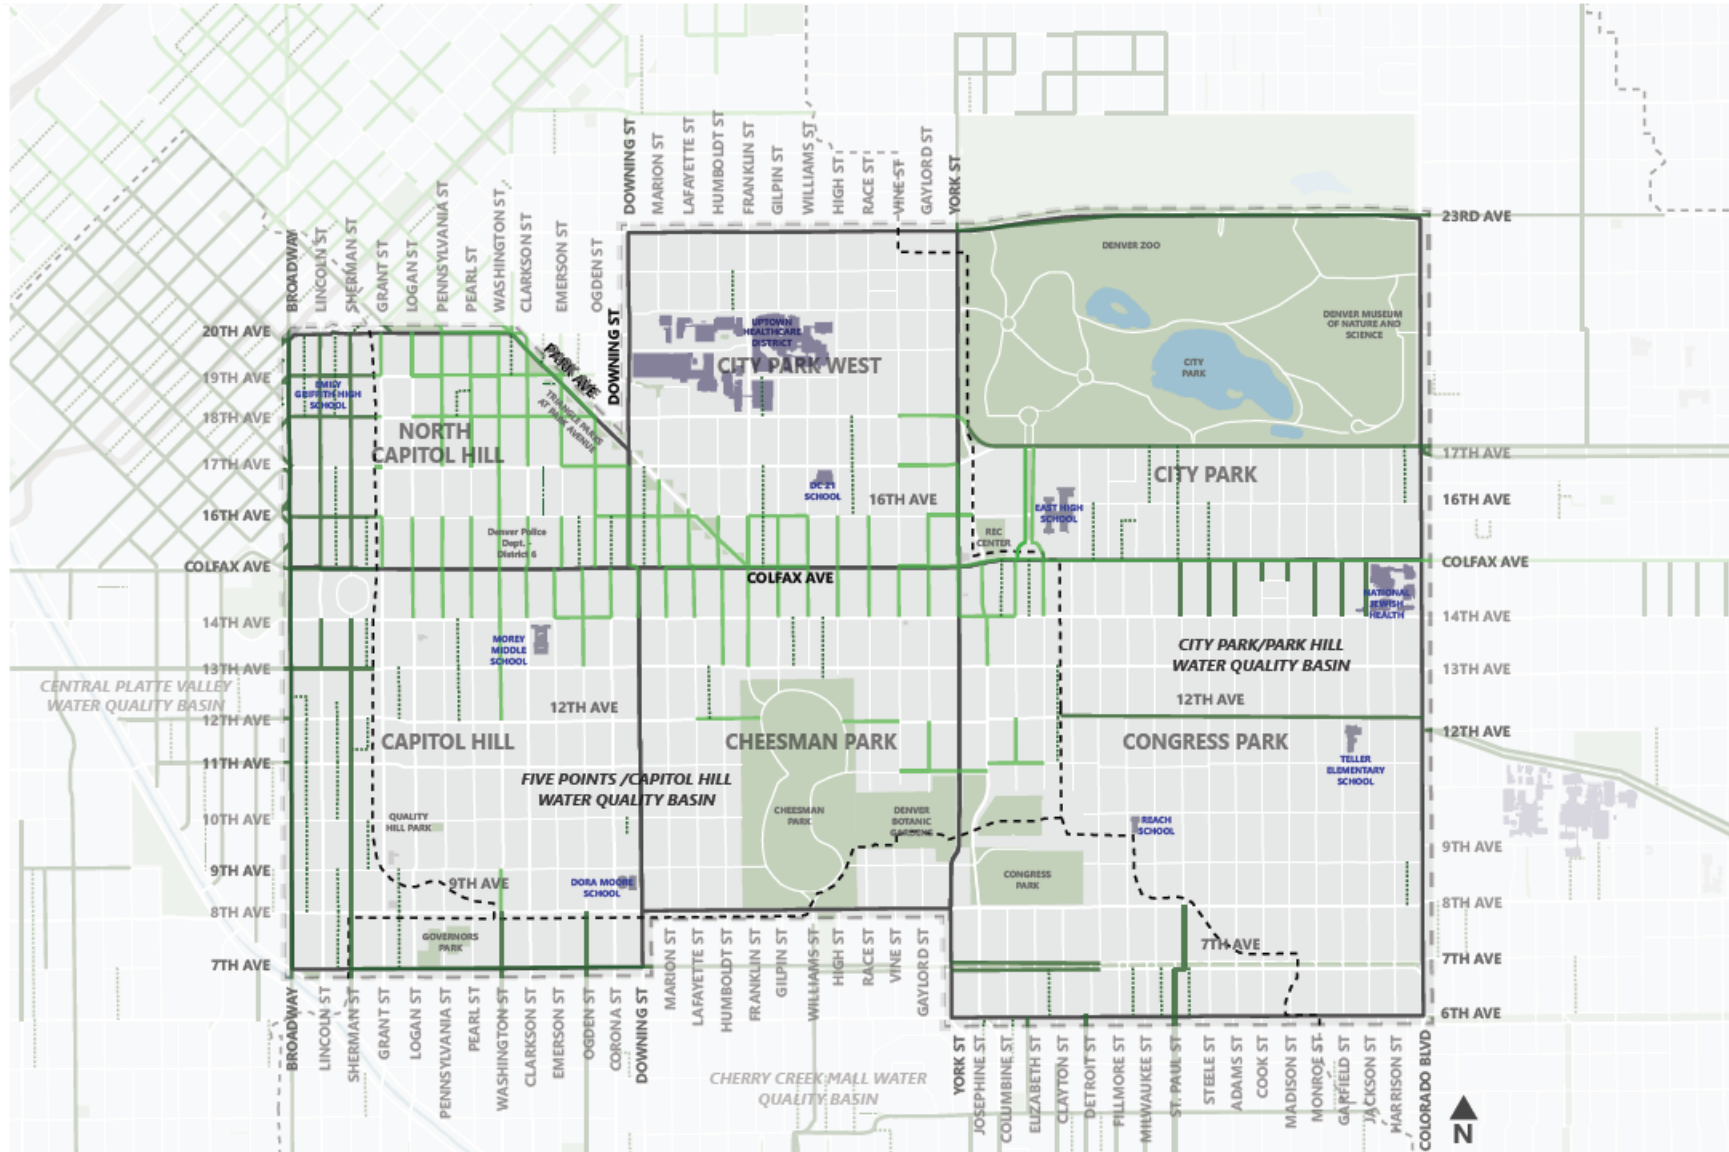 DOWNING ST
MARION ST
LAFAYETTE ST
HUMBOLDT ST
FRANKLIN ST
GILPIN ST
WILLIAMS ST
HIGH ST
RACE ST
VINE ST
GAYLORD ST
YORK ST
BROADWAY
LINCOLN ST
SHERMAN ST
GRANT ST
LOGAN ST
PENNSYLVANIA ST
PEARL ST
WASHINGTON ST
CLARKSON ST
EMERSON ST
OGDEN ST
DOWNING ST
PARK AVE
TRIANGLE PARKS
AT PARK AVENUE
20TH AVE
19TH AVE
18TH AVE
17TH AVE
16TH AVE
COLFAX AVE
14TH AVE
13TH AVE
12TH AVE
11TH AVE
10TH AVE
9TH AVE
8TH AVE
7TH AVE
23RD AVE
17TH AVE
16TH AVE
COLFAX AVE
14TH AVE
13TH AVE
12TH AVE
9TH AVE
8TH AVE
7TH AVE
6TH AVE
DENVER ZOO
DENVER MUSEUM
OF NATURE AND
SCIENCE
CITY
PARK
UPTOWN
HEALTHCARE
DISTRICT
CITY PARK WEST
EMILY
GRIFFITH HIGH
SCHOOL
NORTH
CAPITOL HILL
CITY PARK
DC 21
SCHOOL
16TH AVE
EAST HIGH
SCHOOL
REC
CENTER
Denver Police
Dept. -
District 6
COLFAX AVE
NATIONAL
JEWISH
HEALTH
MOREY
MIDDLE
SCHOOL
CITY PARK/PARK HILL
WATER QUALITY BASIN
CENTRAL PLATTE VALLEY
WATER QUALITY BASIN
12TH AVE
12TH AVE
CAPITOL HILL
CHEESMAN PARK
CONGRESS PARK
TELLER
ELEMENTARY
SCHOOL
FIVE POINTS /CAPITOL HILL
WATER QUALITY BASIN
QUALITY
HILL PARK
CHEESMAN
PARK
DENVER
BOTANIC
GARDENS
REACH
SCHOOL
9TH AVE
DORA MOORE
SCHOOL
CONGRESS
PARK
GOVERNORS
PARK
7TH AVE
MARION ST
LAFAYETTE ST
HUMBOLDT ST
FRANKLIN ST
GILPIN ST
WILLIAMS ST
HIGH ST
RACE ST
VINE ST
GAYLORD ST
BROADWAY
LINCOLN ST
SHERMAN ST
GRANT ST
LOGAN ST
PENNSYLVANIA ST
PEARL ST
WASHINGTON ST
CLARKSON ST
EMERSON ST
OGDEN ST
CORONA ST
DOWNING ST
CHERRY CREEK MALL WATER
QUALITY BASIN
YORK ST
JOSEPHINE ST
COLUMBINE ST
ELIZABETH ST
CLAYTON ST
DETROIT ST
FILLMORE ST
MILWAUKEE ST
ST. PAUL ST
STEELE ST
ADAMS ST
COOK ST
MADISON ST
MONROE ST
GARFIELD ST
JACKSON ST
HARRISON ST
COLORADO BLVD
N